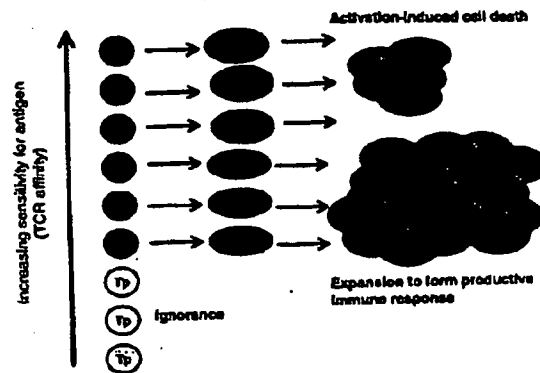 Activation-induced cell death
Increasing sensitivity for antigen
(TCR affinity)
Tp
Tp
Ignorance
Tp
Expansion to form productive
immune response